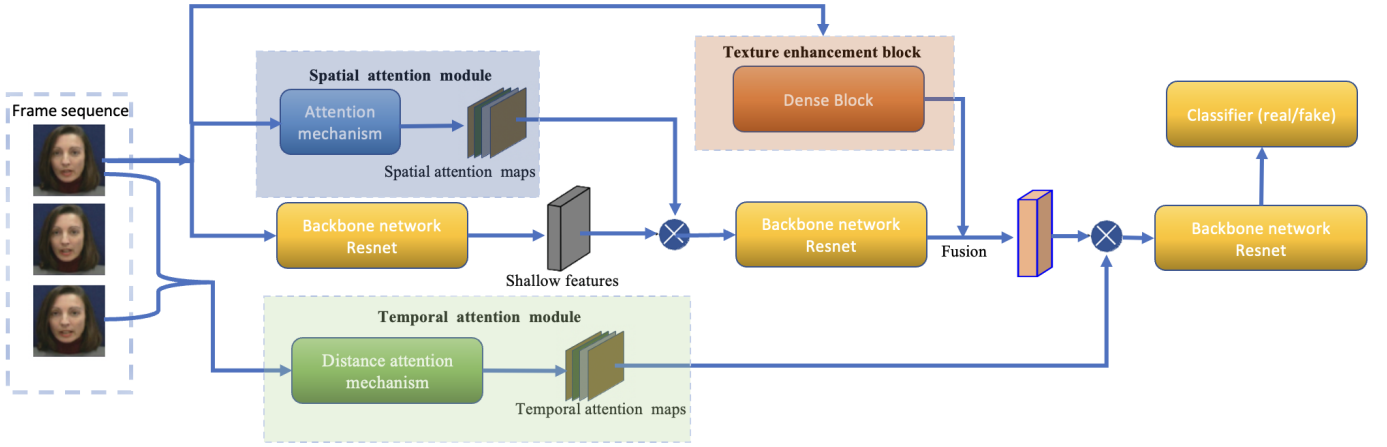 Frame sequence
Spatial attention module
Attention
mechanism
Spatial attention maps
Texture enhancement block
Dense Block
Classifier (real/fake)
Backbone network
Resnet
Shallow features
Backbone network
Resnet
Fusion
Backbone network
Resnet
Temporal attention module
Distance attention
mechanism
Temporal attention maps